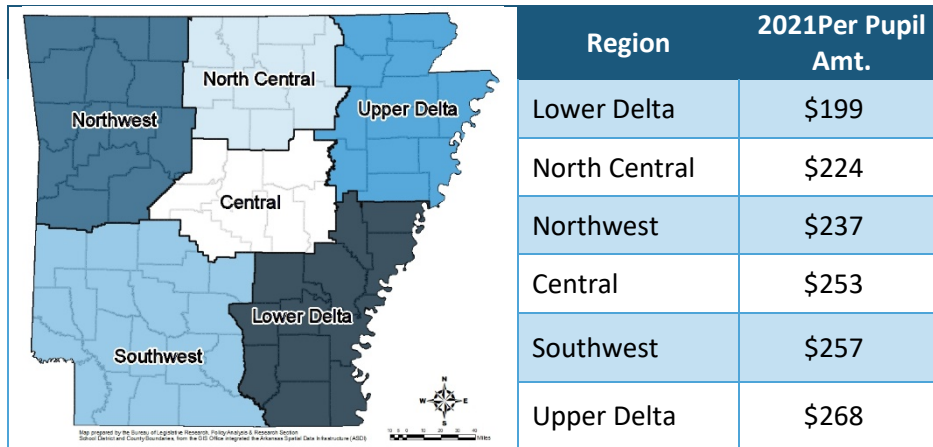 North Central
Upper Delta
Northwest
Central
Lower Delta
Southwest
N
W E
S
Map prepared by the Bureau of Legislative Research, Policy Analysis & Research Section
School District and County Boundaries, from the GIS Office integrated the Arkansas Spatial Data Infrastructure (ASDI)
Miles
Region 2021Per Pupil
Amt.
Lower Delta $199
North Central $224
Northwest $237
Central $253
Southwest $257
Upper Delta $268